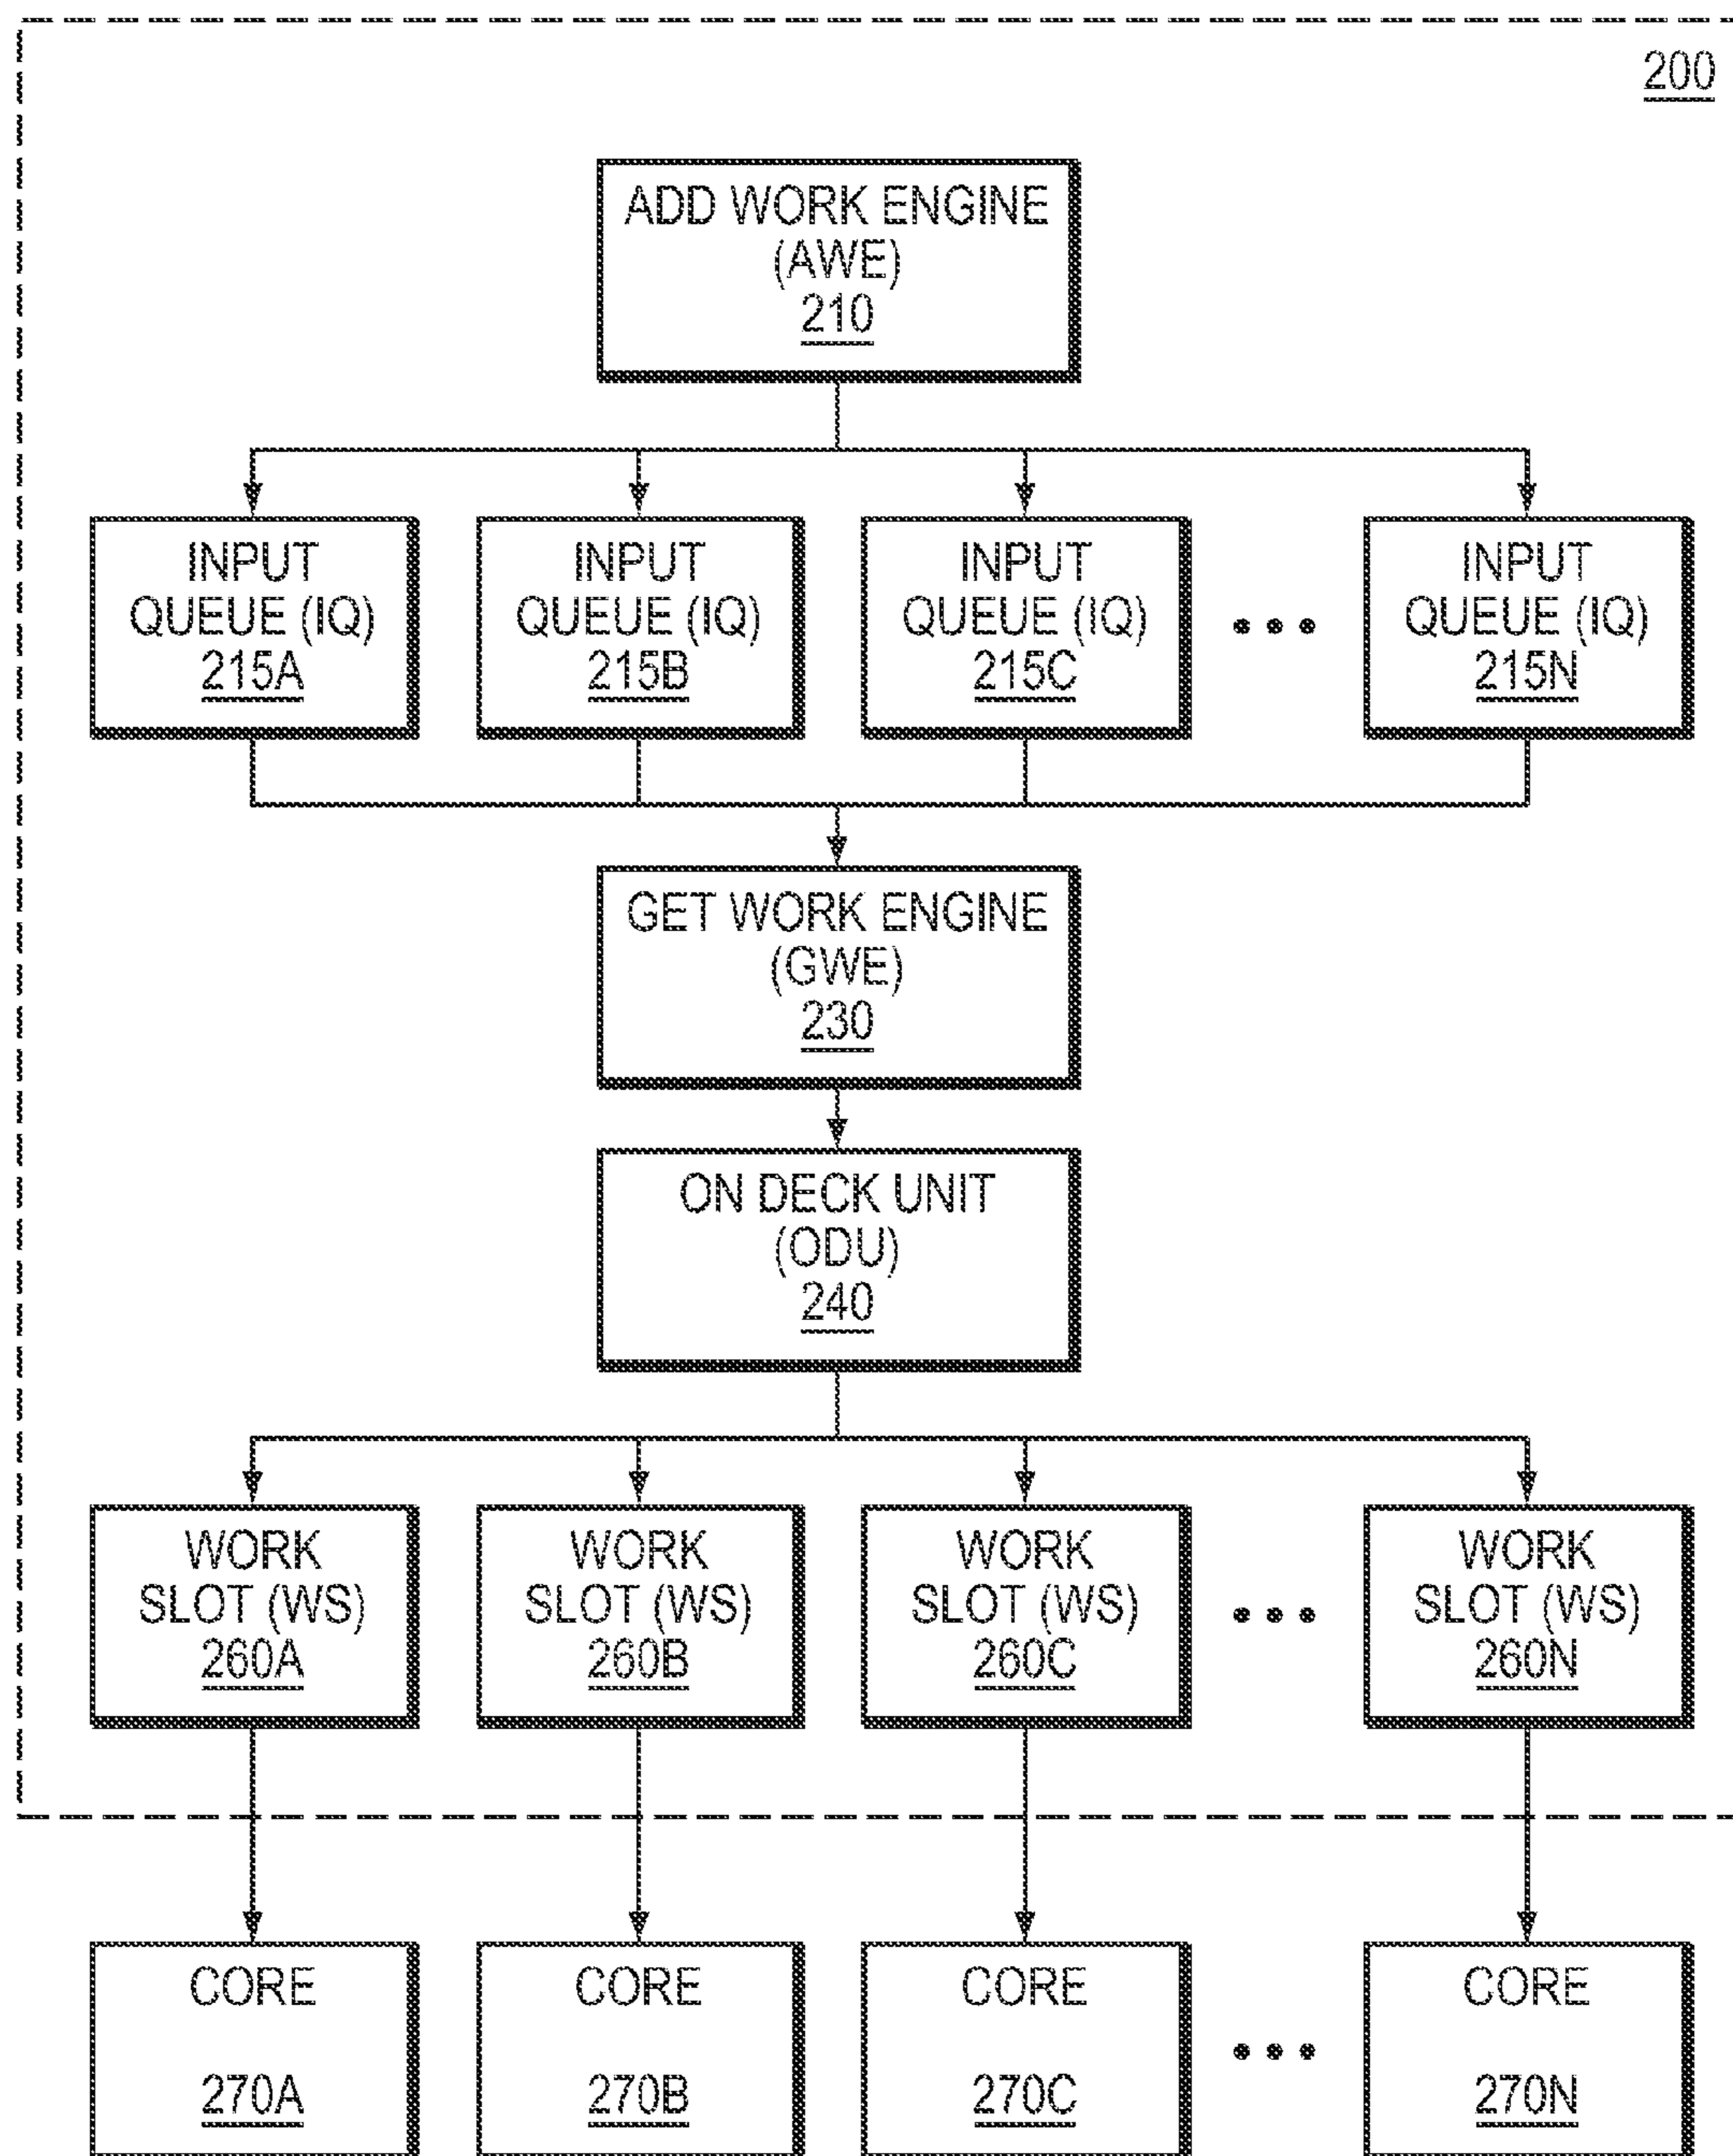 200
ADD WORK ENGINE
(AWE)
210
INPUT
QUEUE (IQ)
215A
INPUT
QUEUE (IQ)
215B
INPUT
QUEUE (IQ)
215C
• • •
INPUT
QUEUE (IQ)
215N
GET WORK ENGINE
(GWE)
230
ON DECK UNIT
(ODU)
240
WORK
SLOT (WS)
260A
WORK
SLOT (WS)
260B
WORK
SLOT (WS)
260C
• • •
WORK
SLOT (WS)
260N
CORE
270A
CORE
270B
CORE
270C
• • •
CORE
270N